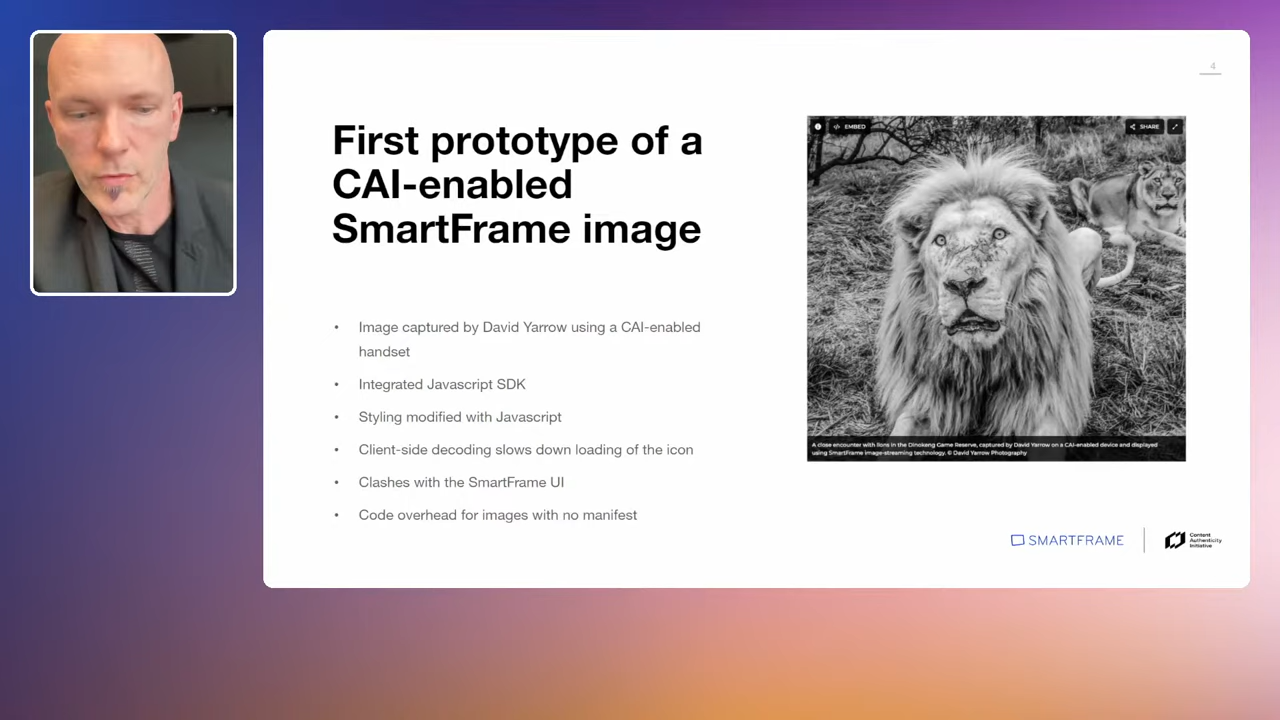 4
First prototype of a
CAI-enabled
SmartFrame image
• Image captured by David Yarrow using a CAI-enabled
handset
• Integrated Javascript SDK
• Styling modified with Javascript
• Client-side decoding slows down loading of the icon
• Clashes with the SmartFrame UI
• Code overhead for images with no manifest
</> EMBED
SHARE
A close encounter with lions in the Dinokeng Game Reserve, captured by David Yarrow on a CAI-enabled device and displayed
using SmartFrame image-streaming technology. © David Yarrow Photography
SMARTFRAME
Content
Authenticity
Initiative